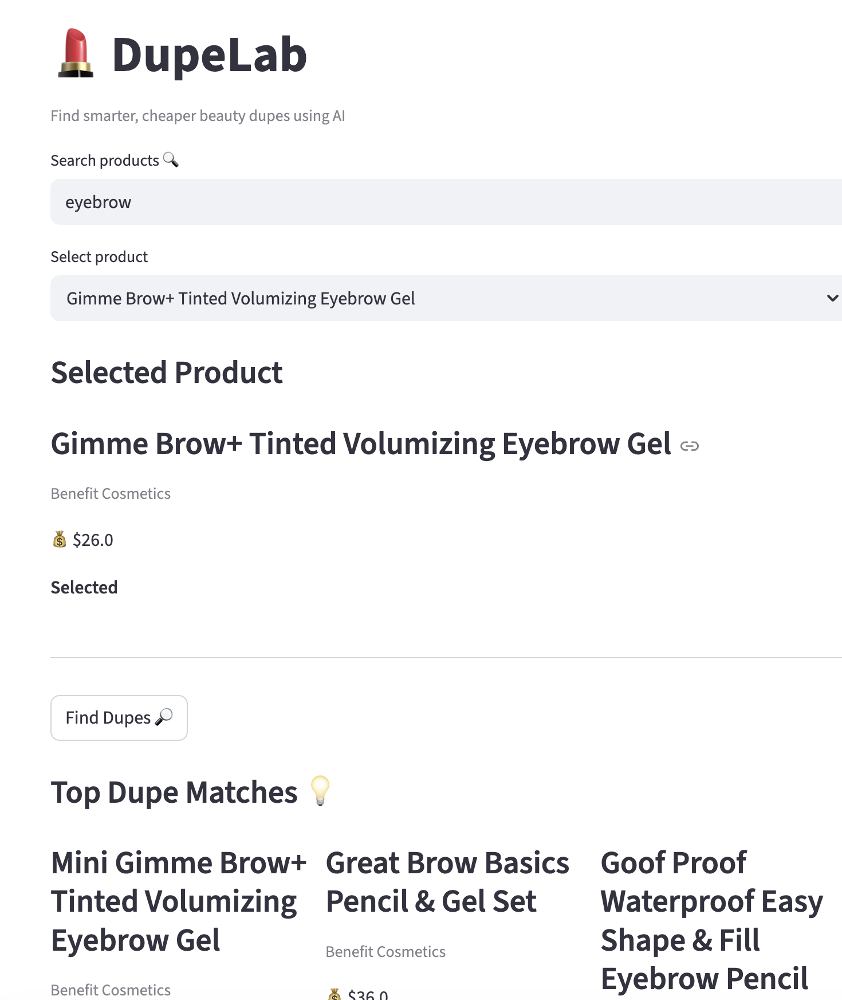 DupeLab
Find smarter, cheaper beauty dupes using AI
Search products
eyebrow
Select product
Gimme Brow+ Tinted Volumizing Eyebrow Gel
Selected Product
Gimme Brow+ Tinted Volumizing Eyebrow Gel
Benefit Cosmetics
$26.0
Selected
Find Dupes
Top Dupe Matches
Mini Gimme Brow+
Tinted Volumizing
Eyebrow Gel
Benefit Cosmetics
Great Brow Basics
Pencil & Gel Set
Benefit Cosmetics
$36.0
Goof Proof
Waterproof Easy
Shape & Fill
Eyebrow Pencil